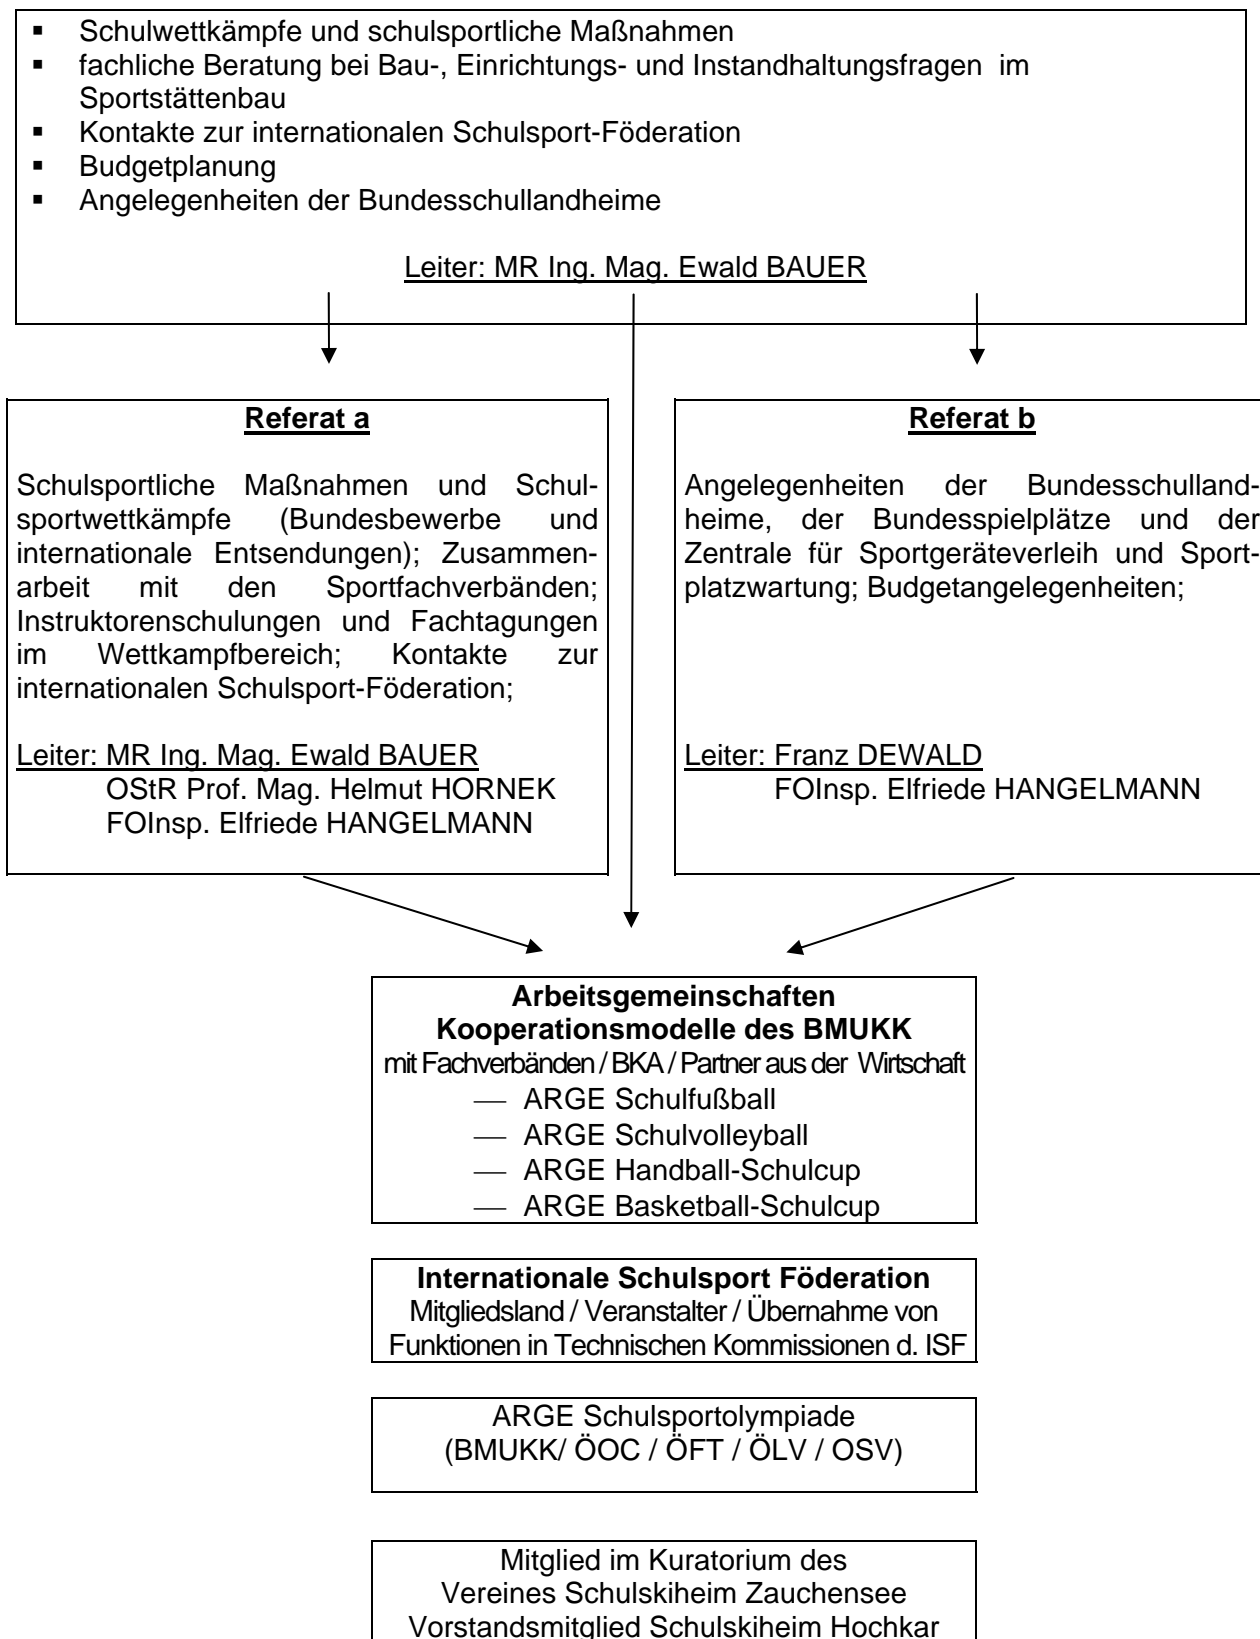 ▪ Schulwettkämpfe und schulsportliche Maßnahmen
▪ fachliche Beratung bei Bau-, Einrichtungs- und Instandhaltungsfragen im
Sportstättenbau
▪ Kontakte zur internationalen Schulsport-Föderation
▪ Budgetplanung
▪ Angelegenheiten der Bundesschullandheime
Leiter: MR Ing. Mag. Ewald BAUER
Referat a
Schulsportliche Maßnahmen und Schul-
sportwettkämpfe (Bundesbewerbe und
internationale Entsendungen); Zusammen-
arbeit mit den Sportfachverbänden;
Instruktorenschulungen und Fachtagungen
im Wettkampfbereich; Kontakte zur
internationalen Schulsport-Föderation;
Leiter: MR Ing. Mag. Ewald BAUER
OStR Prof. Mag. Helmut HORNEK
FOInsp. Elfriede HANGELMANN
Referat b
Angelegenheiten der Bundesschulland-
heime, der Bundesspielplätze und der
Zentrale für Sportgeräteverleih und Sport-
platzwartung; Budgetangelegenheiten;
Leiter: Franz DEWALD
FOInsp. Elfriede HANGELMANN
Arbeitsgemeinschaften
Kooperationsmodelle des BMUKK
mit Fachverbänden / BKA / Partner aus der Wirtschaft
— ARGE Schulfußball
— ARGE Schulvolleyball
— ARGE Handball-Schulcup
— ARGE Basketball-Schulcup
Internationale Schulsport Föderation
Mitgliedsland / Veranstalter / Übernahme von
Funktionen in Technischen Kommissionen d. ISF
ARGE Schulsportolympiade
(BMUKK/ ÖOC / ÖFT / ÖLV / OSV)
Mitglied im Kuratorium des
Vereines Schulskiheim Zauchensee
Vorstandsmitglied Schulskiheim Hochkar